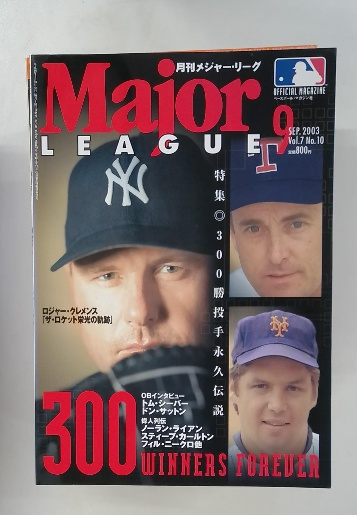 月刊メジャー・リーグ
Major
LEAGUE
OFFICIAL MAGAZINE
9
SEP. 2003
Vol.7 No.10
定価800円
NY
T
NY
特集◎300勝投手永久伝説
ロジャー・クレメンス
「ザ・ロケット栄光の軌跡」
OBインタビュー
トム・シーバー
ドン・サットン
偉人列伝
ノーラン・ライアン
スティーブ・カールトン
フィル・ニークロ他
300 WINNERS FOREVER